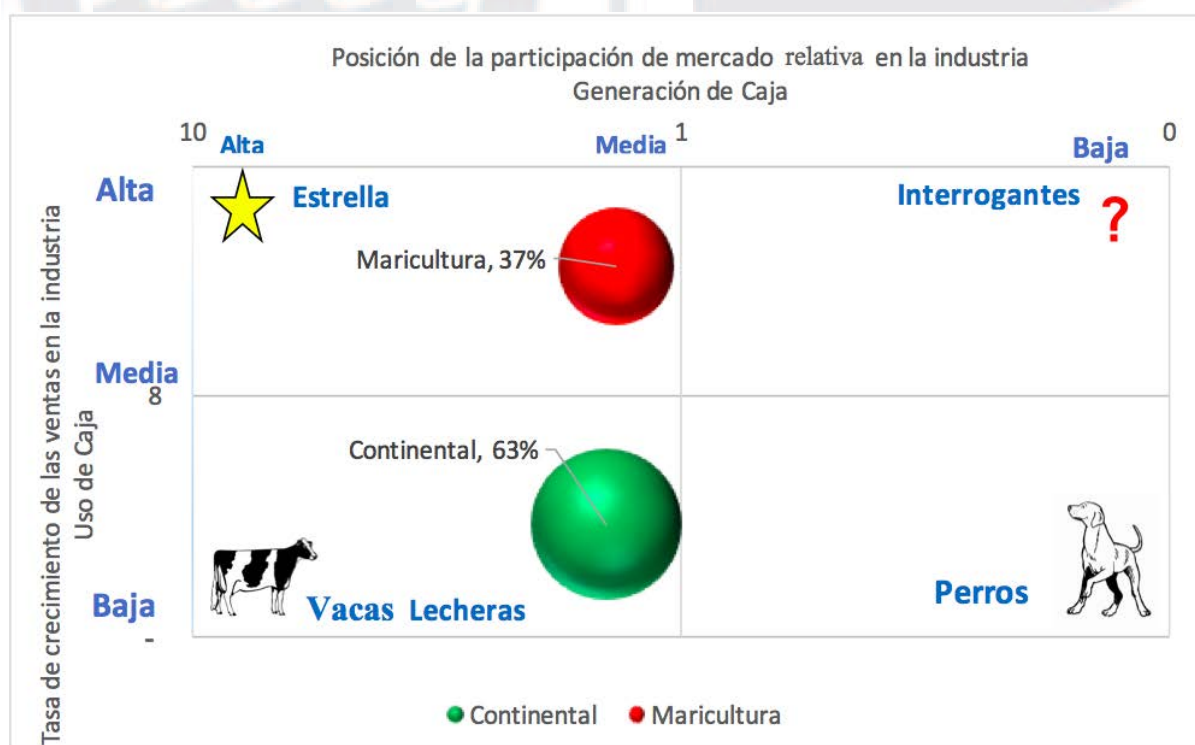 Posición de la participación de mercado relativa en la industria
Generación de Caja
10
1
0
Alta
Media
Baja
Alta
Estrella
Interrogantes
?
Maricultura, 37%
Media
8
Continental, 63%
Baja
Vacas Lecheras
Perros
-
Tasa de crecimiento de las ventas en la industria
Uso de Caja
Continental
Maricultura